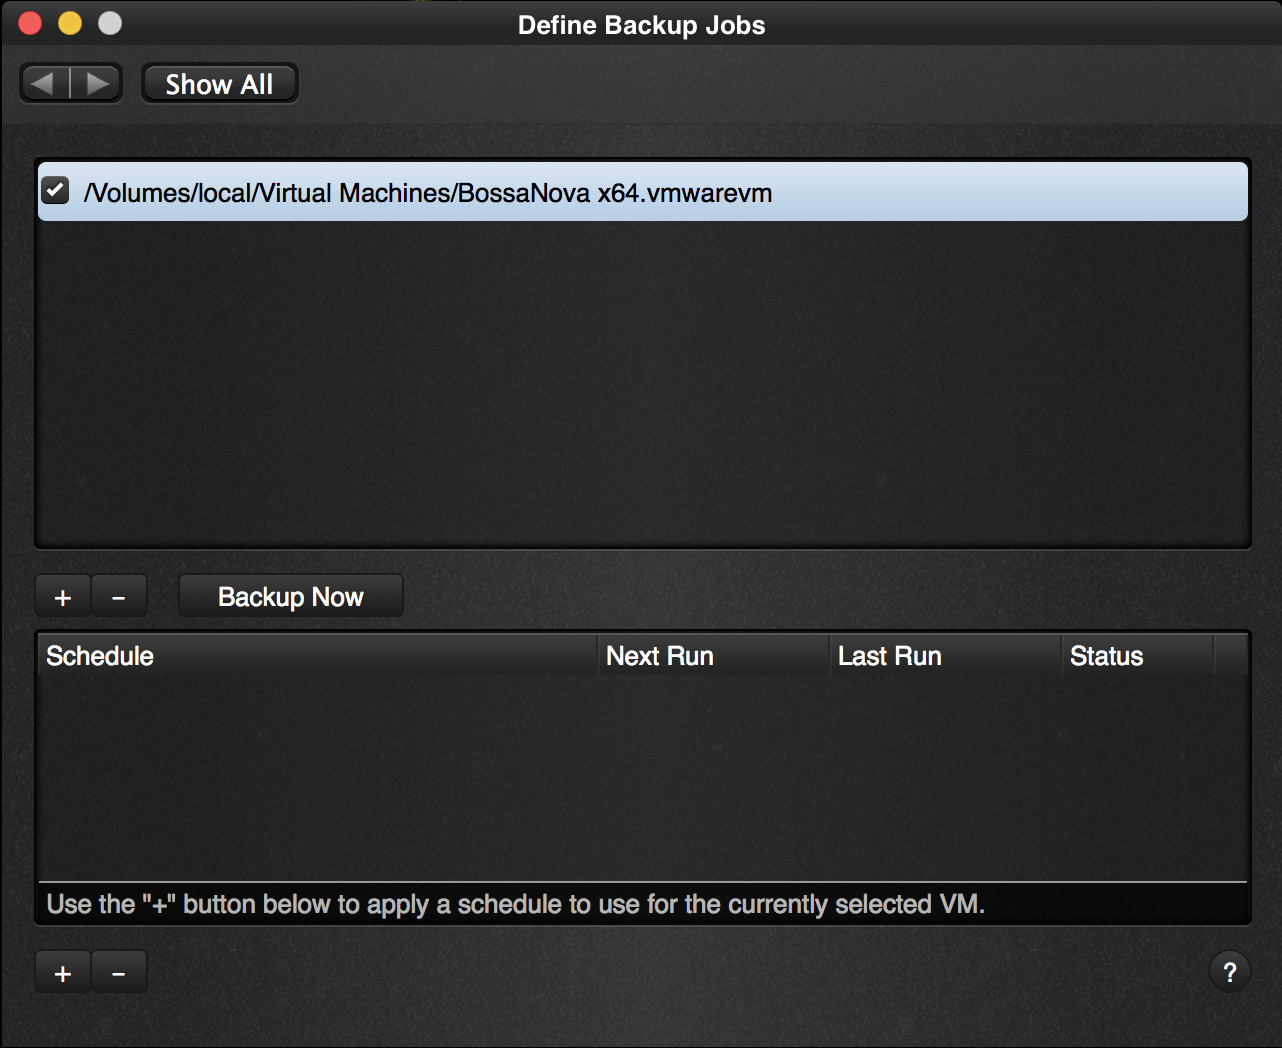 Define Backup Jobs
Show All
/Volumes/local/Virtual Machines/BossaNova x64.vmwarevm
+ - Backup Now
Schedule Next Run Last Run Status
Use the "+" button below to apply a schedule to use for the currently selected VM.
+ - ?